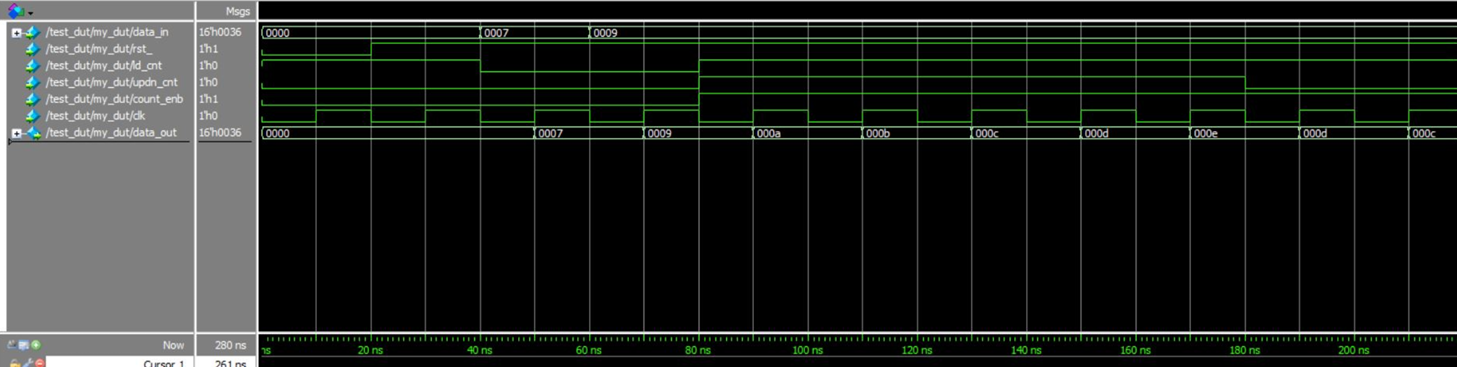 Msgs
/test_dut/my_dut/data_in 16'h0036 0000 0007 0009
/test_dut/my_dut/rst_ 1'h1
/test_dut/my_dut/ld_cnt 1'h0
/test_dut/my_dut/updn_cnt 1'h0
/test_dut/my_dut/count_enb 1'h1
/test_dut/my_dut/clk 1'h0
/test_dut/my_dut/data_out 16'h0036 0000 0007 0009 000a 000b 000c 000d 000e 000d 000c
Now 280 ns ns 20 ns 40 ns 60 ns 80 ns 100 ns 120 ns 140 ns 160 ns 180 ns 200 ns
Cursor 1 261 ns